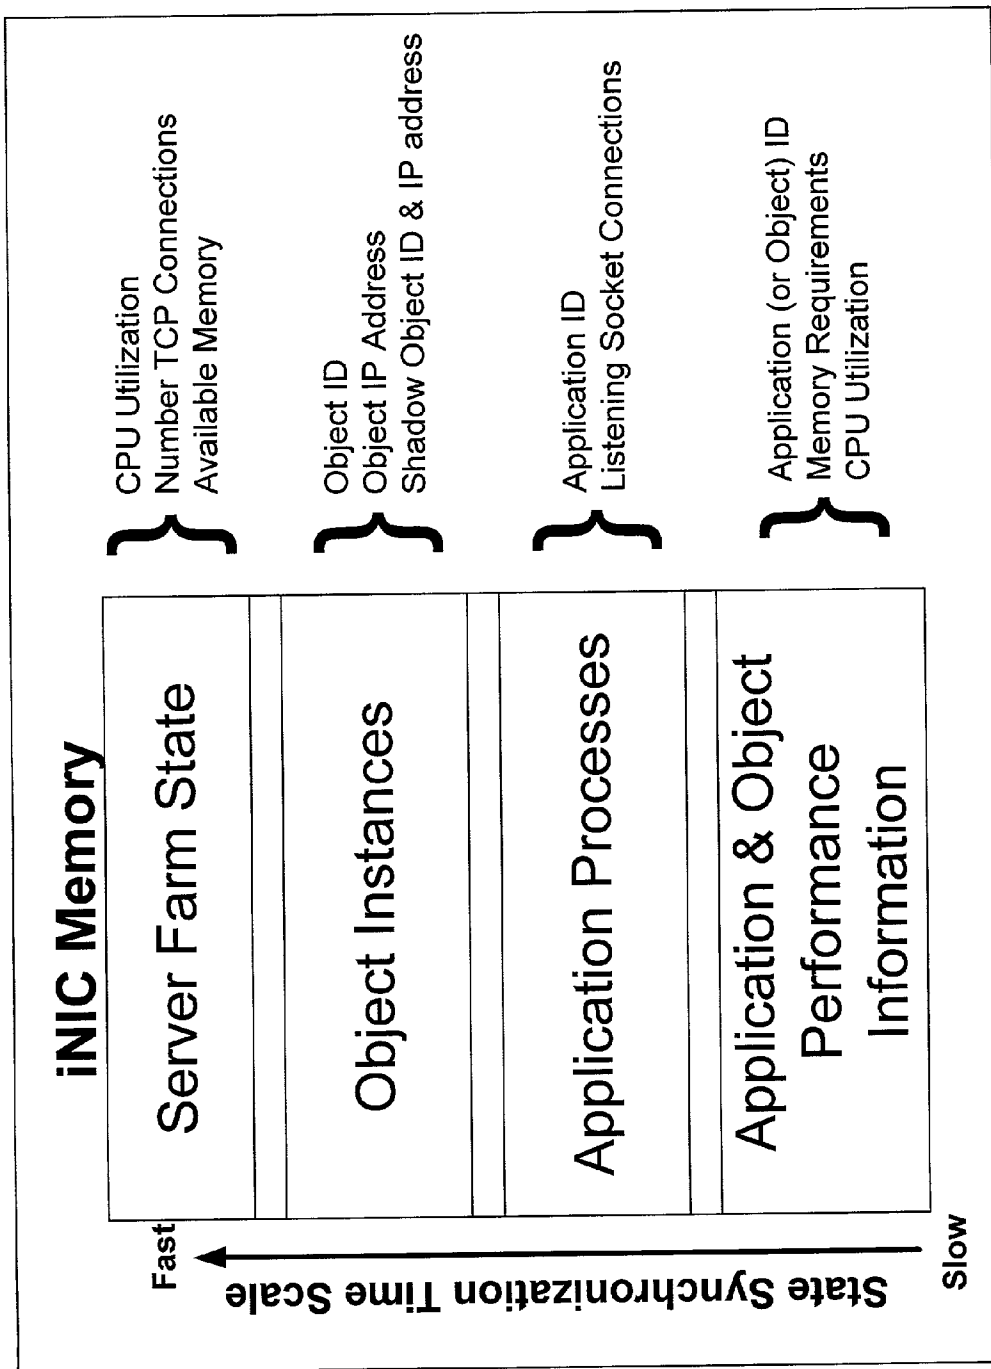 iNIC Memory
Fast
State Synchronization Time Scale
Slow
Server Farm State
CPU Utilization
Number TCP Connections
Available Memory
Object Instances
Object ID
Object IP Address
Shadow Object ID & IP address
Application Processes
Application ID
Listening Socket Connections
Application & Object
Performance
Information
Application (or Object) ID
Memory Requirements
CPU Utilization